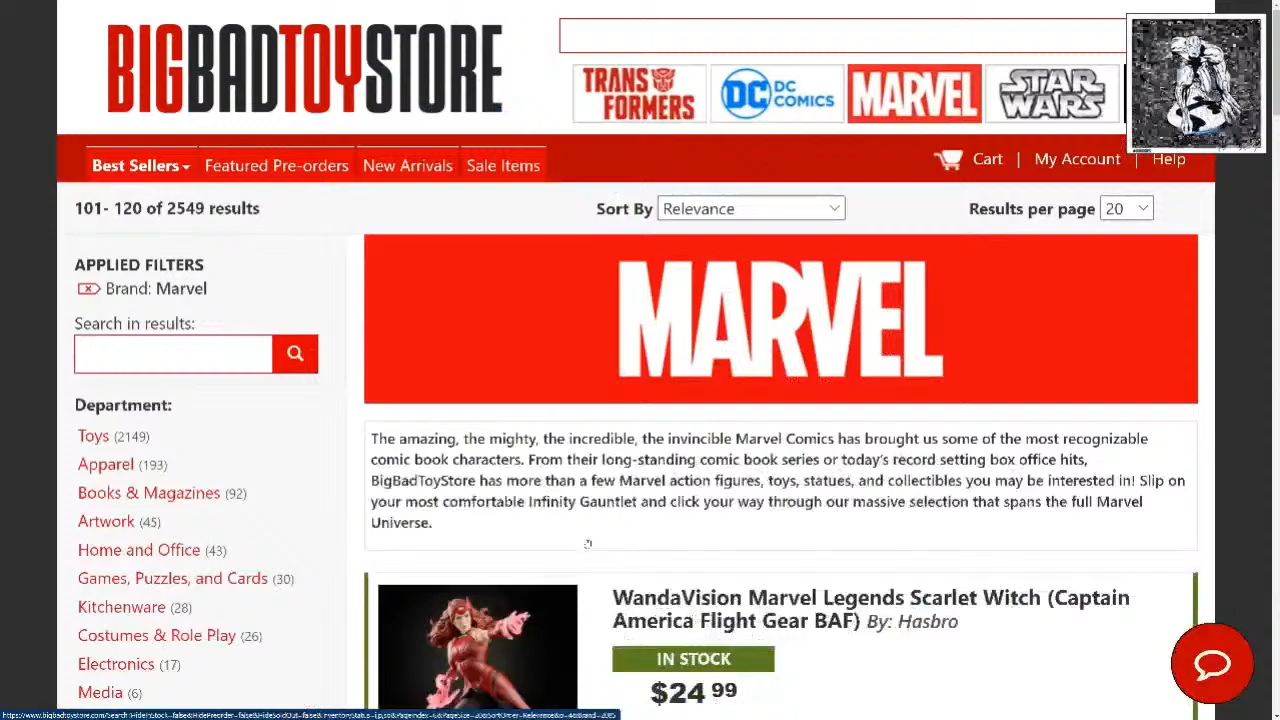 BIGBADTOYSTORE
TRANSFORMERS
DC COMICS
MARVEL
STAR WARS
Best Sellers
Featured Pre-orders
New Arrivals
Sale Items
Cart | My Account | Help
101- 120 of 2549 results
Sort By Relevance
Results per page 20
APPLIED FILTERS
Brand: Marvel
Search in results:
Department:
Toys (2149)
Apparel (193)
Books & Magazines (92)
Artwork (45)
Home and Office (43)
Games, Puzzles, and Cards (30)
Kitchenware (28)
Costumes & Role Play (26)
Electronics (17)
Media (6)
MARVEL
The amazing, the mighty, the incredible, the invincible Marvel Comics has brought us some of the most recognizable
comic book characters. From their long-standing comic book series or today's record setting box office hits,
BigBadToyStore has more than a few Marvel action figures, toys, statues, and collectibles you may be interested in! Slip on
your most comfortable Infinity Gauntlet and click your way through our massive selection that spans the full Marvel
Universe.
WandaVision Marvel Legends Scarlet Witch (Captain
America Flight Gear BAF) By: Hasbro
IN STOCK
$24 99